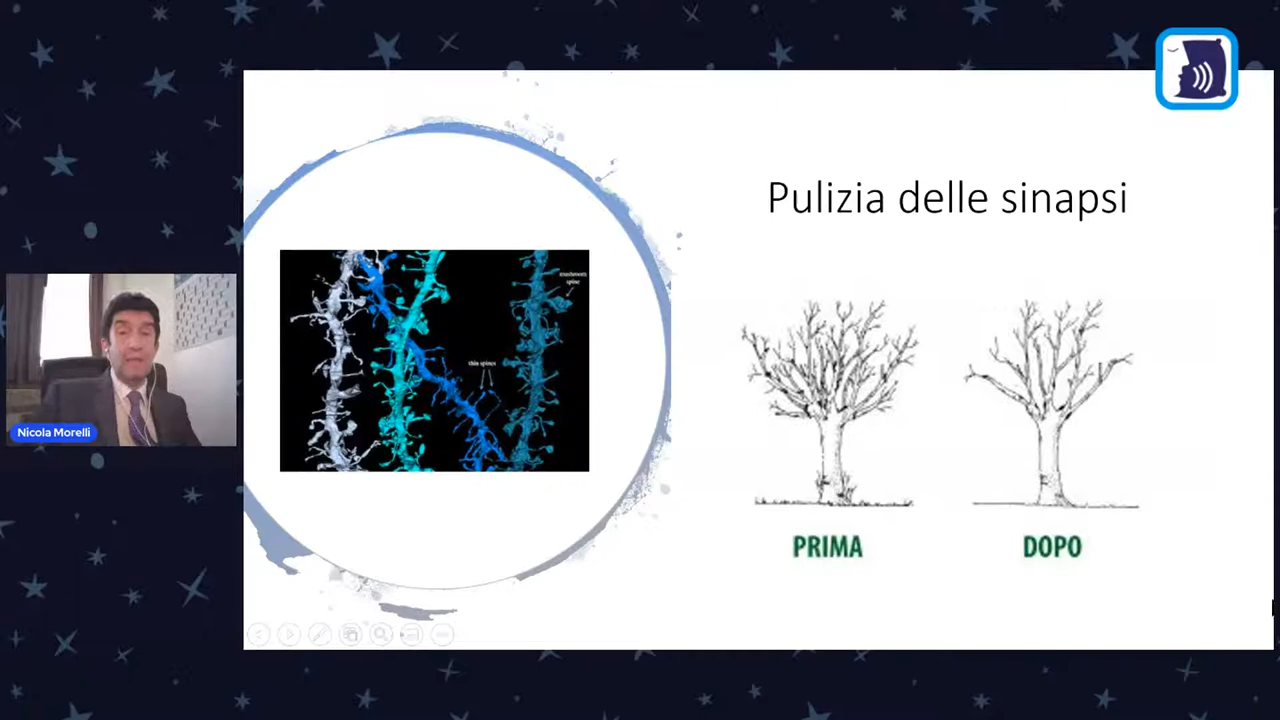 Pulizia delle sinapsi
mushroom
spine
thin spines
Nicola Morelli
PRIMA
DOPO